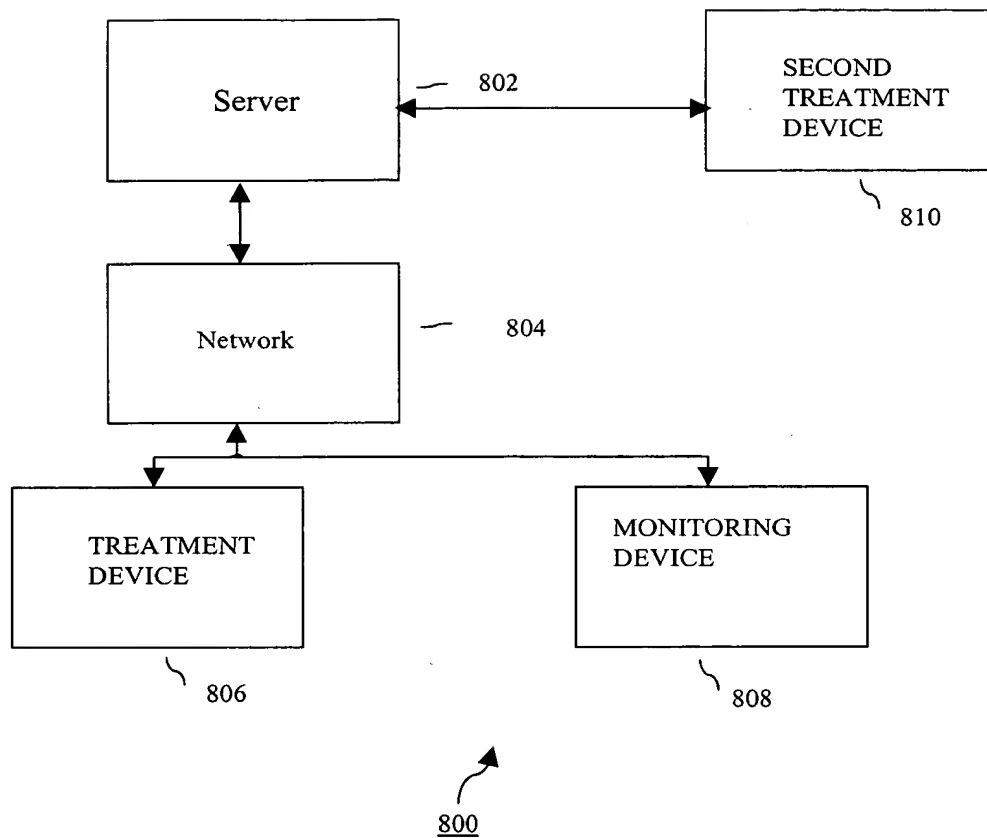 Server
802
SECOND
TREATMENT
DEVICE
810
Network
804
TREATMENT
DEVICE
806
MONITORING
DEVICE
808
800